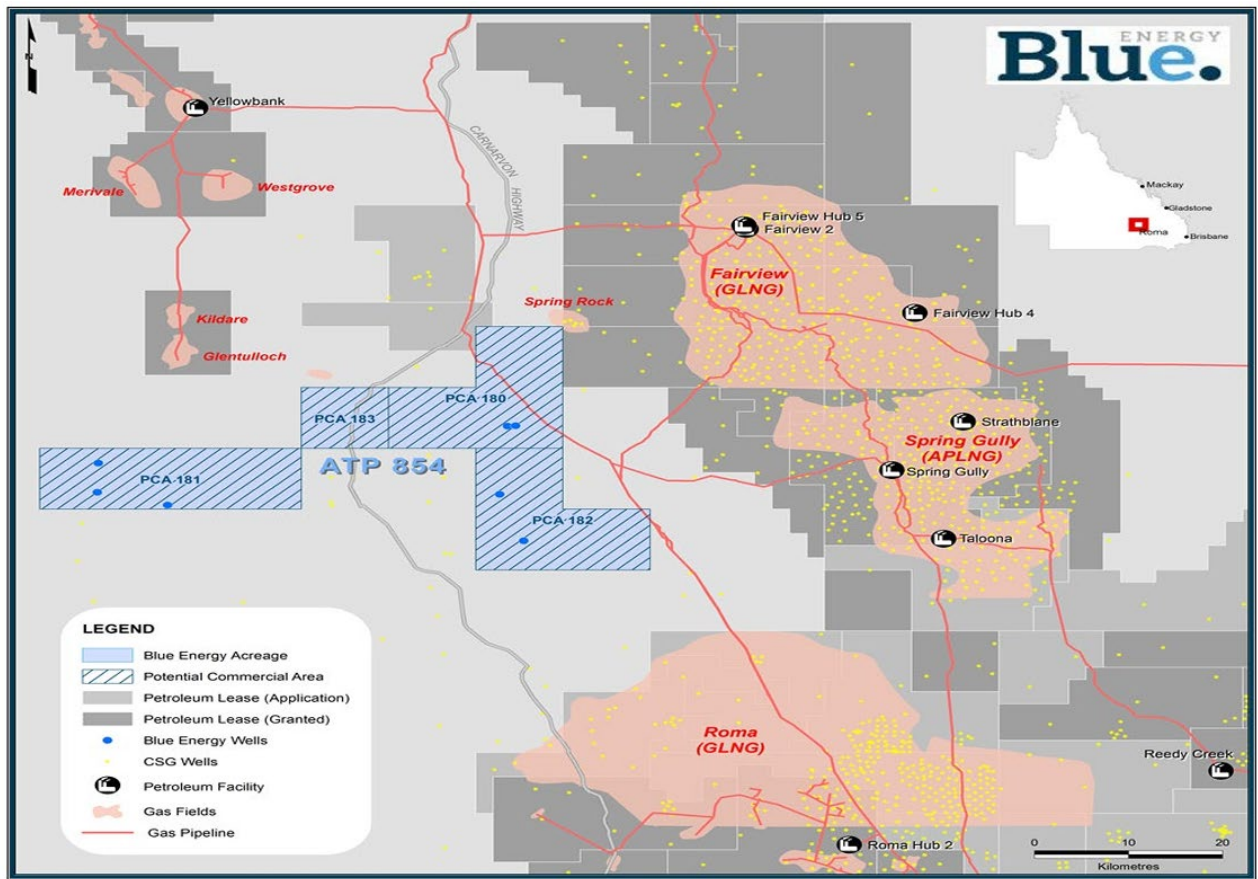 ENERGY
Blue.
N
Yellowbank
CARNARVON HIGHWAY
Merivale
Westgrove
Mackay
Gladstone
Roma
Brisbane
Fairview Hub 5
Fairview 2
Fairview
(GLNG)
Spring Rock
Fairview Hub 4
Kildare
Glentulloch
PCA 183
PCA 180
Strathblane
Spring Gully
(APLNG)
ATP 854
Spring Gully
PCA 181
PCA 182
Taloona
LEGEND
Blue Energy Acreage
Potential Commercial Area
Petroleum Lease (Application)
Petroleum Lease (Granted)
Blue Energy Wells
CSG Wells
Petroleum Facility
Gas Fields
Gas Pipeline
Roma
(GLNG)
Reedy Creek
Roma Hub 2
0 10 20
Kilometres